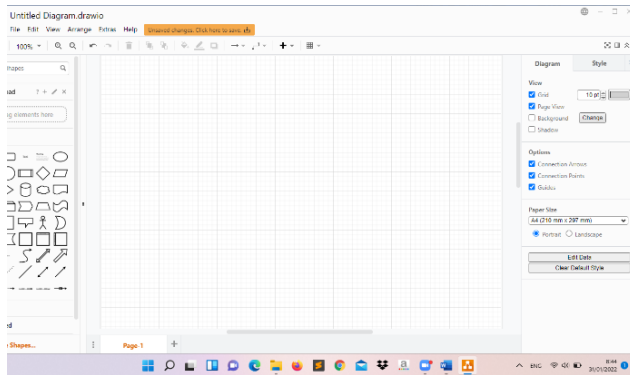 Untitled Diagram.drawio
File Edit View Arrange Extras Help Unsaved changes. Click here to save.
100%
Diagram Style
View
Grid 10 pt
Page View
Background Change
Shadow
Options
Connection Arrows
Connection Points
Guides
Paper Size
A4 (210 mm x 297 mm)
Portrait Landscape
Edit Data
Clear Default Style
Shapes...
Page-1
ENG
8:44
31/01/2022